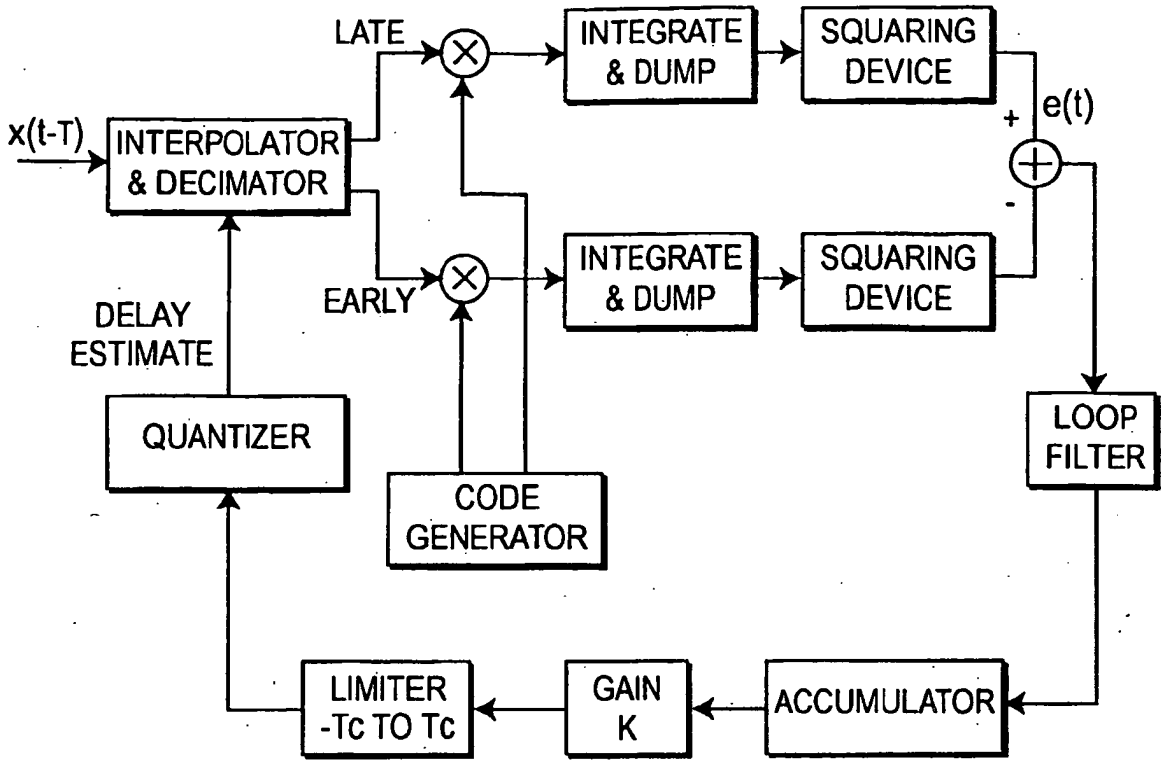 LATE
INTEGRATE
& DUMP
SQUARING
DEVICE
e(t)
+
x(t-T)
INTERPOLATOR
& DECIMATOR
-
EARLY
INTEGRATE
& DUMP
SQUARING
DEVICE
DELAY
ESTIMATE
QUANTIZER
CODE
GENERATOR
LOOP
FILTER
LIMITER
-Tc TO Tc
GAIN
K
ACCUMULATOR